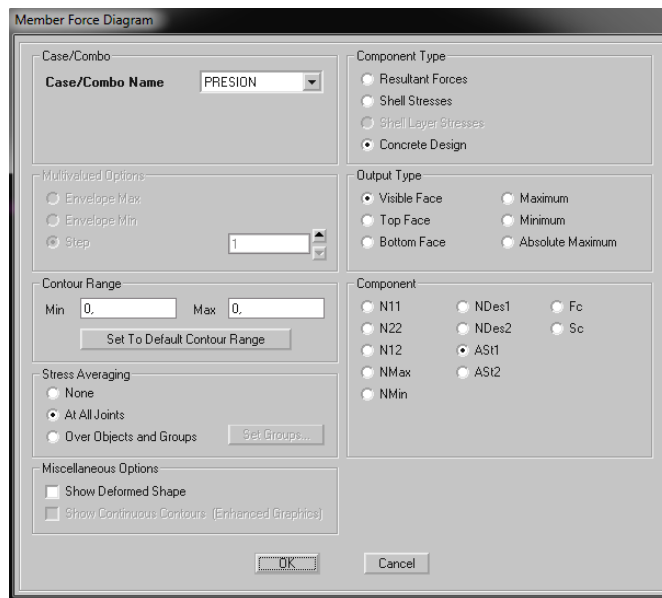 Member Force Diagram
Case/Combo
Case/Combo Name PRESION
Multivalued Options
Envelope Max
Envelope Min
Step 1
Contour Range
Min 0, Max 0,
Set To Default Contour Range
Stress Averaging
None
At All Joints
Over Objects and Groups Set Groups...
Miscellaneous Options
Show Deformed Shape
Show Continuous Contours (Enhanced Graphics)
Component Type
Resultant Forces
Shell Stresses
Shell Layer Stresses
Concrete Design
Output Type
Visible Face Maximum
Top Face Minimum
Bottom Face Absolute Maximum
Component
N11 NDes1 Fc
N22 NDes2 Sc
N12 ASt1
NMax ASt2
NMin
OK Cancel